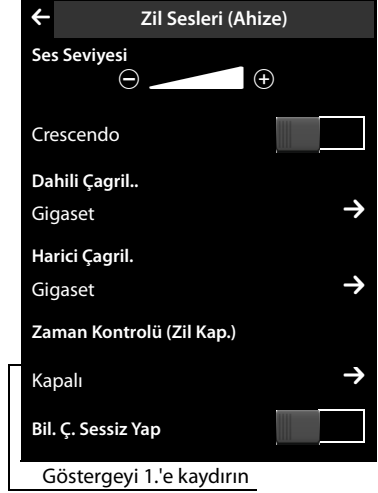 Zil Sesleri (Ahize)
Ses Seviyesi
Crescendo
Dahili Çagril..
Gigaset
Harici Çagril.
Gigaset
Zaman Kontrolü (Zil Kap.)
Kapalı
Bil. Ç. Sessiz Yap
Göstergeyi 1.'e kaydırın